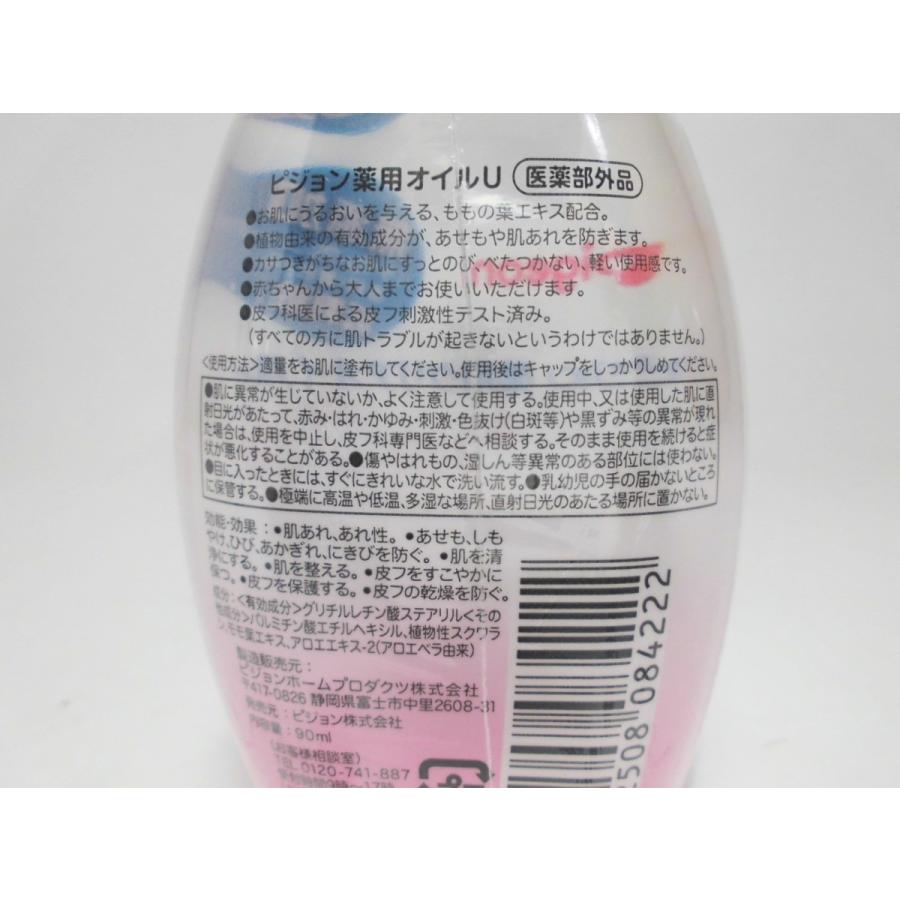 ピジョン薬用オイルU 医薬部外品
●お肌にうるおいを与える、ももの葉エキス配合。
●植物由来の有効成分が、あせもや肌あれを防ぎます。
●カサつきがちなお肌にすっとのび、べたつかない、軽い使用感です。
●赤ちゃんから大人までお使いいただけます。
●皮フ科医による皮フ刺激性テスト済み。
(すべての方に肌トラブルが起きないというわけではありません。)
<使用方法>適量をお肌に塗布してください。使用後はキャップをしっかりしめてください。
●肌に異常が生じていないか、よく注意して使用する。使用中、又は使用した肌に直
射日光があたって、赤み・はれ・かゆみ・刺激・色抜け(白斑等)や黒ずみ等の異常が現れ
た場合は、使用を中止し、皮フ科専門医などへ相談する。そのまま使用を続けると症
状が悪化することがある。●傷やはれもの、湿しん等異常のある部位には使わない。
●目に入ったときには、すぐにきれいな水で洗い流す。●乳幼児の手の届かないところ
に保管する。●極端に高温や低温、多湿な場所、直射日光のあたる場所に置かない。
効能・効果:•肌あれ、あれ性。•あせも、しも
やけ、ひび、あかぎれ、にきびを防ぐ。•肌を清
浄にする。•肌を整える。•皮フをすこやかに
保つ。•皮フを保護する。•皮フの乾燥を防ぐ。
成分:<有効成分>グリチルレチン酸ステアリル<その
他成分>パルミチン酸エチルヘキシル、植物性スクワラ
ン、モモ葉エキス、アロエエキス-2(アロエベラ由来)
製造販売元:
ピジョンホームプロダクツ株式会社
〒417-0826 静岡県富士市中里2608-31
発売元:ピジョン株式会社
内容量:90ml
(お客様相談室)
TEL 0120-741-887
受付時間9時〜17時
2508 084222